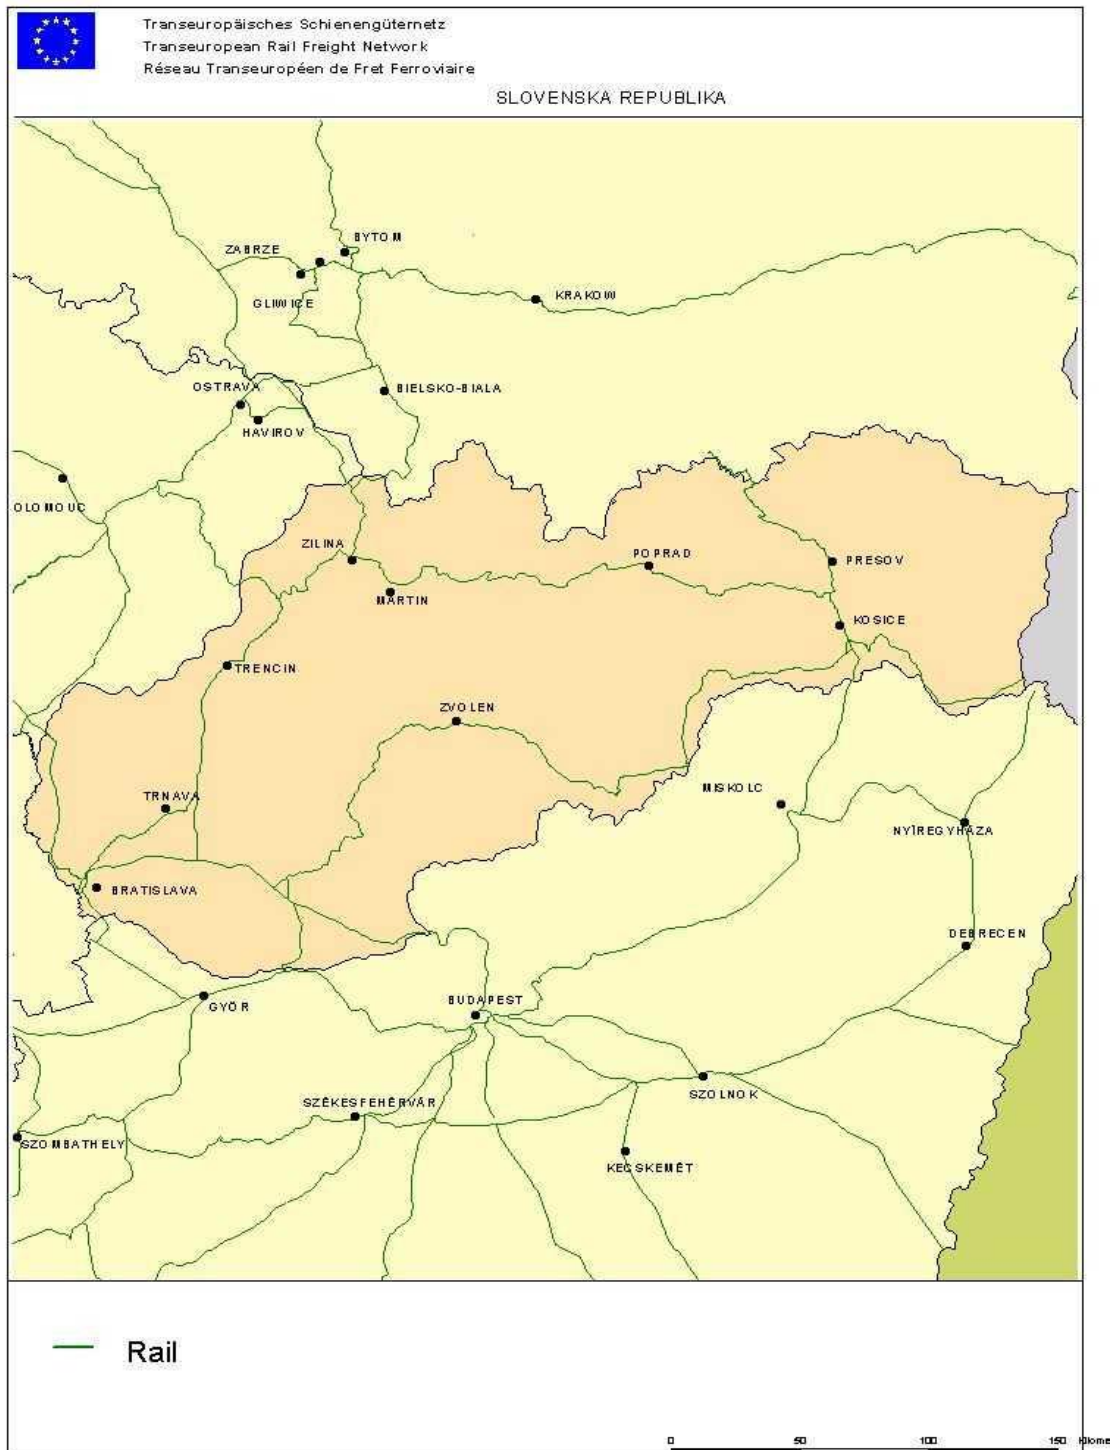 Transeuropäisches Schienengüternetz
Transeuropean Rail Freight Network
Réseau Transeuropéen de Fret Ferroviaire
SLOVENSKA REPUBLIKA
BYTOM
ZABRZE
GLIWICE
KRAKOW
OSTRAVA
BIELSKO-BIALA
HAVIROV
OLOMOUC
ZILINA
POPRAD
PRESOV
MARTIN
KOSICE
TRENCIN
ZVOLEN
MISKOLC
TRNAVA
NYÍREGYHÁZA
BRATISLAVA
DEBRECEN
BUDAPEST
GYÖR
SZOLNOK
SZÉKESFEHÉRVÁR
SZOMBATHELY
KECSKEMÉT
Rail
0 50 100 150 Kilome